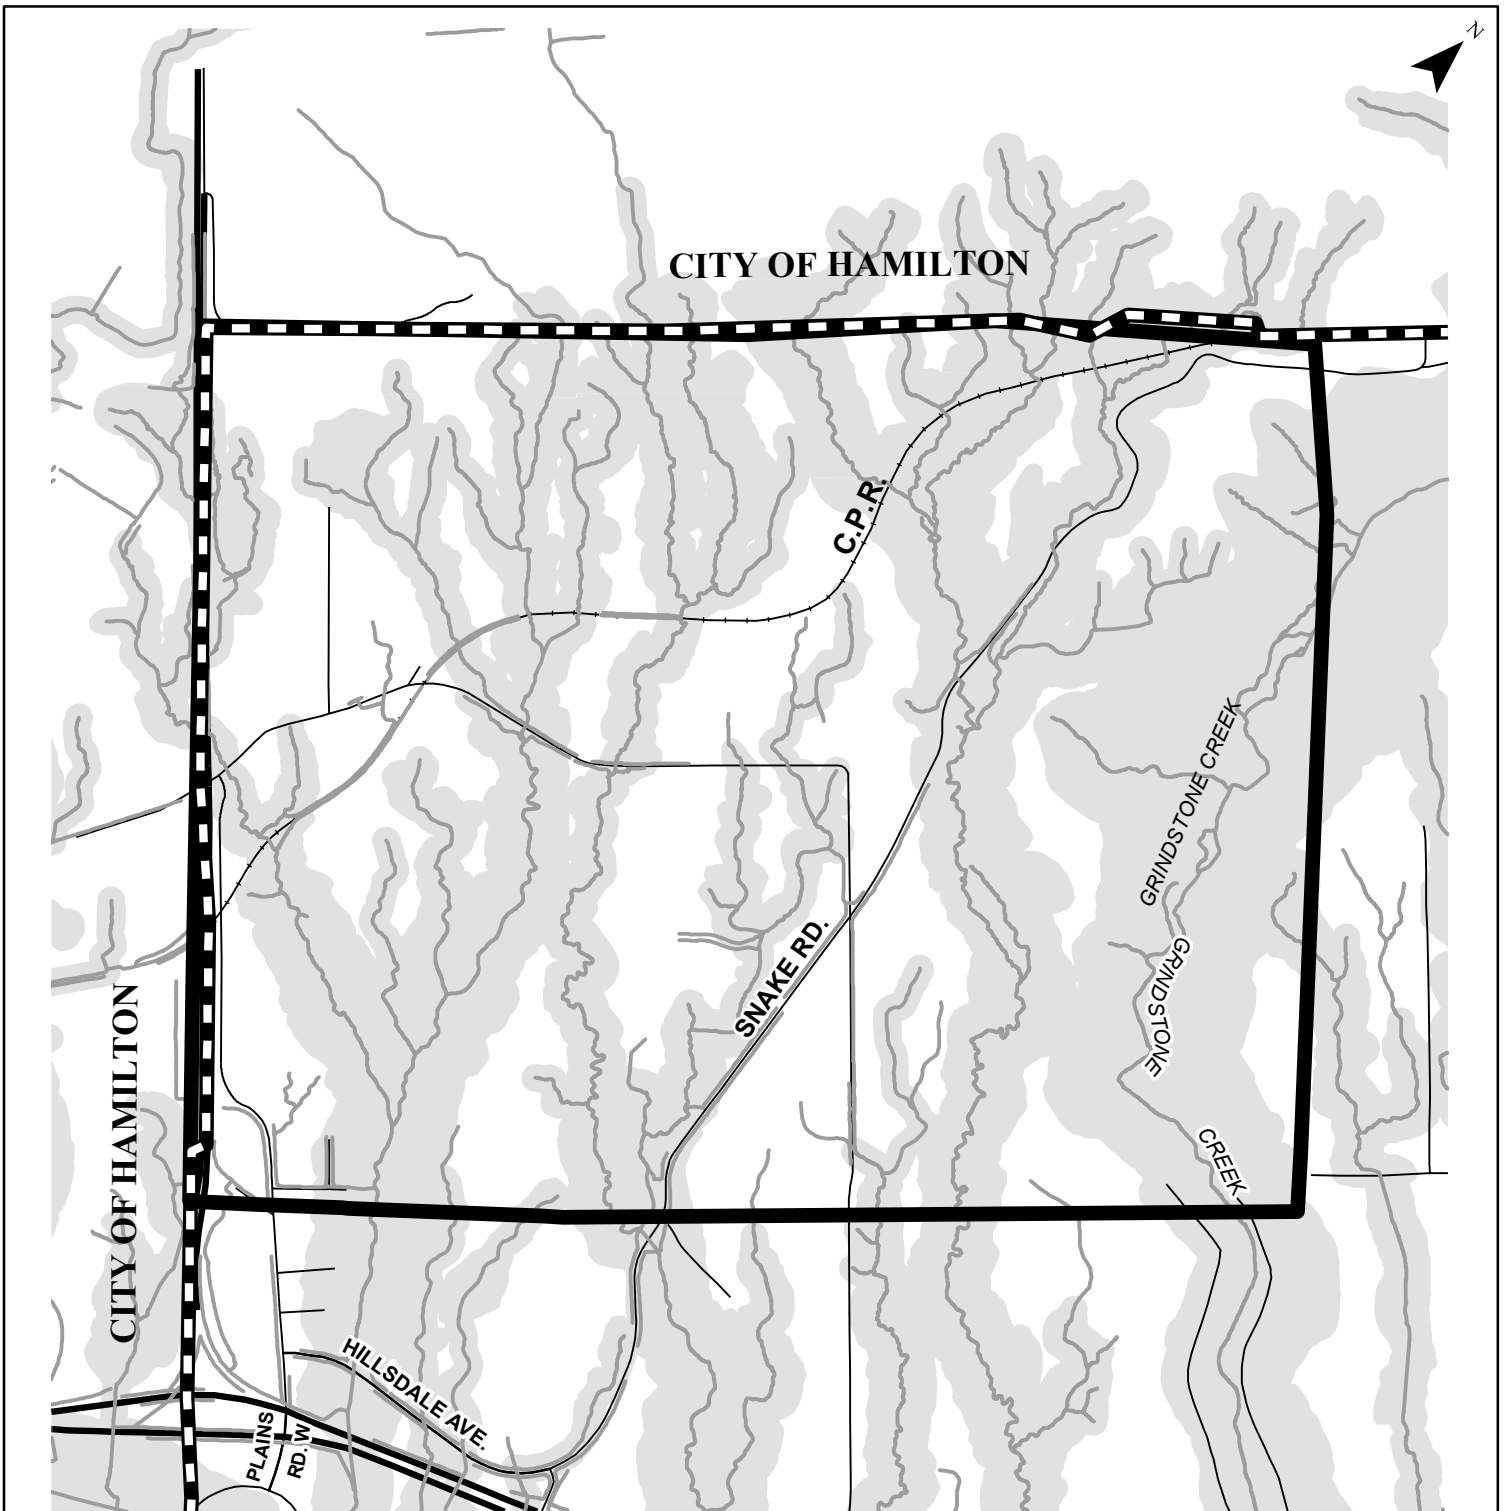 N
CITY OF HAMILTON
C.P.R.
GRINDSTONE CREEK
SNAKE RD.
GRINDSTONE
CREEK
CITY OF HAMILTON
HILLSDALE AVE.
PLAINS
RD. W